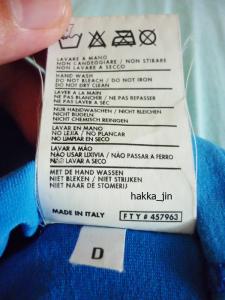 LAVARE A MANO
NON CANDEGGIARE / NON STIRARE
NON LAVARE A SECCO
HAND WASH
DO NOT BLEACH / DO NOT IRON
DO NOT DRY CLEAN
LAVER A LA MAIN
NE PAS BLANCHIR / NE PAS REPASSER
NE PAS LAVER A SEC
NUR HANDWASCHEN / NICHT BLEICHEN
NICHT BUGELN
NICHT CHEMISCH REINIGEN
LAVAR EN MANO
NO LEJIA / NO PLANCAR
NO LIMPIAR EN SECO
LAVAR A MÃO
NÃO USAR LIXIVIA / NÃO PASSAR A FERRO
NÃO LAVAR A SECO
MET DE HAND WASSEN
NIET BLEKEN / NIET STRIJKEN
NIET NAAR DE STOMERIJ
hakka_jin
MADE IN ITALY
FTY# 457963
D